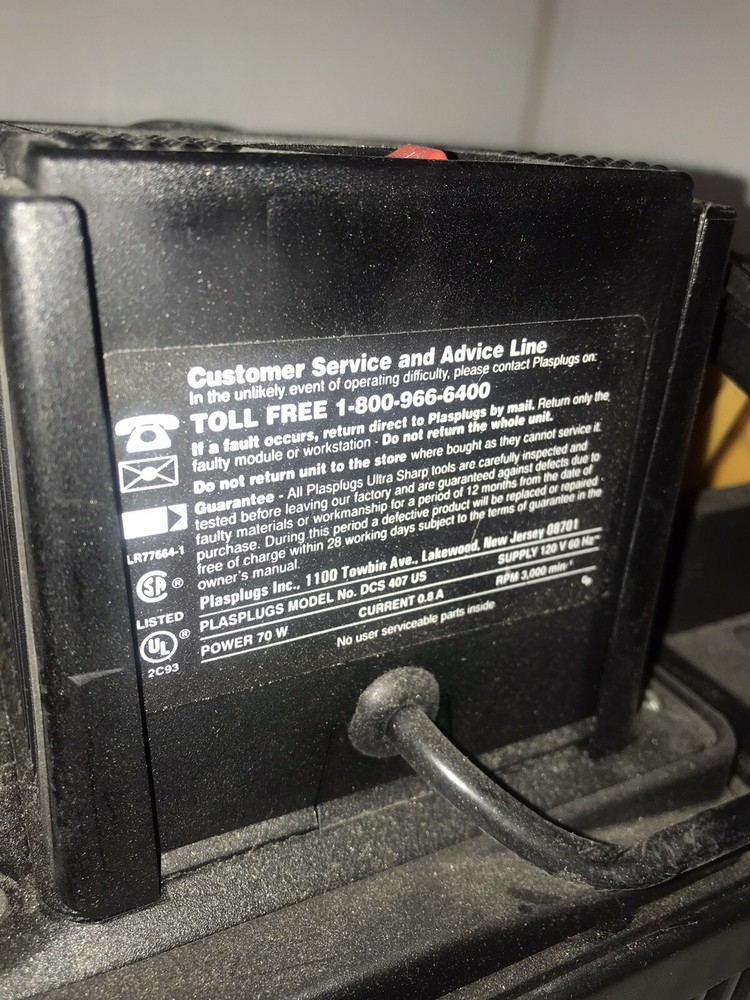 Customer Service and Advice Line
In the unlikely event of operating difficulty, please contact Plasplugs on:
TOLL FREE 1-800-966-6400
If a fault occurs, return direct to Plasplugs by mail. Return only the
faulty module or workstation - Do not return the whole unit.
Do not return unit to the store where bought as they cannot service it.
Guarantee - All Plasplugs Ultra Sharp tools are carefully inspected and
tested before leaving our factory and are guaranteed against defects due to
faulty materials or workmanship for a period of 12 months from the date of
purchase. During this period a defective product will be replaced or repaired
free of charge within 28 working days subject to the terms of guarantee in the
owner's manual.
Plasplugs Inc., 1100 Towbin Ave., Lakewood, New Jersey 08701
PLASPLUGS MODEL No. DCS 407 US SUPPLY 120 V 60 Hz~
POWER 70 W CURRENT 0.8 A RPM 3,000 min⁻¹
No user serviceable parts inside
LR77664-1
SA ®
LISTED
UL ®
2C93